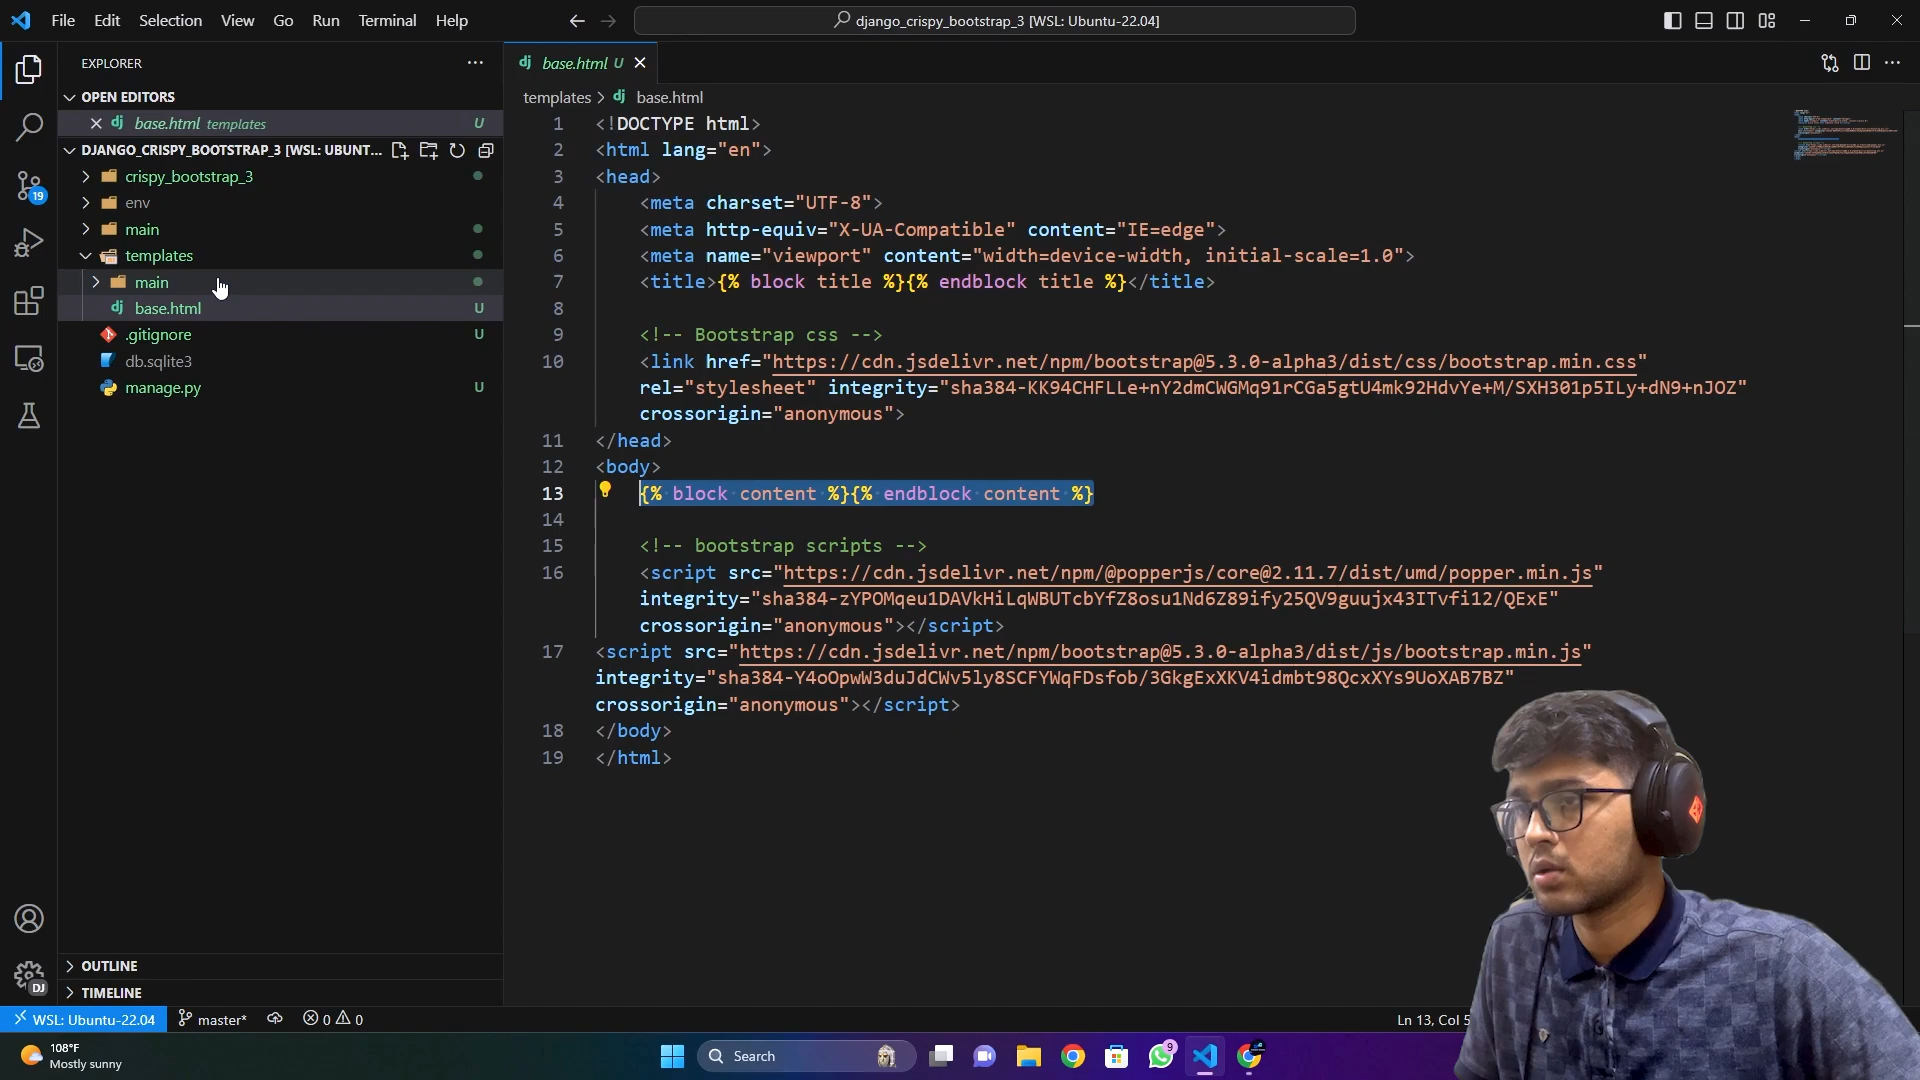 File Edit Selection View Go Run Terminal Help
django_crispy_bootstrap_3 [WSL: Ubuntu-22.04]
EXPLORER
base.html U
OPEN EDITORS
base.html templates U
DJANGO_CRISPY_BOOTSTRAP_3 [WSL: UBUNT...
crispy_bootstrap_3
env
main
templates
main
base.html U
.gitignore U
db.sqlite3
manage.py U
19
OUTLINE
TIMELINE
DJ
templates > base.html
1 <!DOCTYPE html>
2 <html lang="en">
3 <head>
4 <meta charset="UTF-8">
5 <meta http-equiv="X-UA-Compatible" content="IE=edge">
6 <meta name="viewport" content="width=device-width, initial-scale=1.0">
7 <title>{% block title %}{% endblock title %}</title>
8
9 <!-- Bootstrap css -->
10 <link href="https://cdn.jsdelivr.net/npm/bootstrap@5.3.0-alpha3/dist/css/bootstrap.min.css"
rel="stylesheet" integrity="sha384-KK94CHFLLe+nY2dmCWGMq91rCGa5gtU4mk92HdvYe+M/SXH301p5ILy+dN9+nJOZ"
crossorigin="anonymous">
11 </head>
12 <body>
13 {% block content %}{% endblock content %}
14
15 <!-- bootstrap scripts -->
16 <script src="https://cdn.jsdelivr.net/npm/@popperjs/core@2.11.7/dist/umd/popper.min.js"
integrity="sha384-zYPOMqeu1DAVkHiLqWBUTcbYfZ8osu1Nd6Z89ify25QV9guujx43ITvfi12/QExE"
crossorigin="anonymous"></script>
17 <script src="https://cdn.jsdelivr.net/npm/bootstrap@5.3.0-alpha3/dist/js/bootstrap.min.js"
integrity="sha384-Y4oOpwW3duJdCWv5ly8SCFYWqFDsfob/3GkgExXKV4idmbt98QcxXYs9UoXAB7BZ"
crossorigin="anonymous"></script>
18 </body>
19 </html>
WSL: Ubuntu-22.04 master* 0 0 Ln 13, Col 5
108°F
Mostly sunny
Search
9